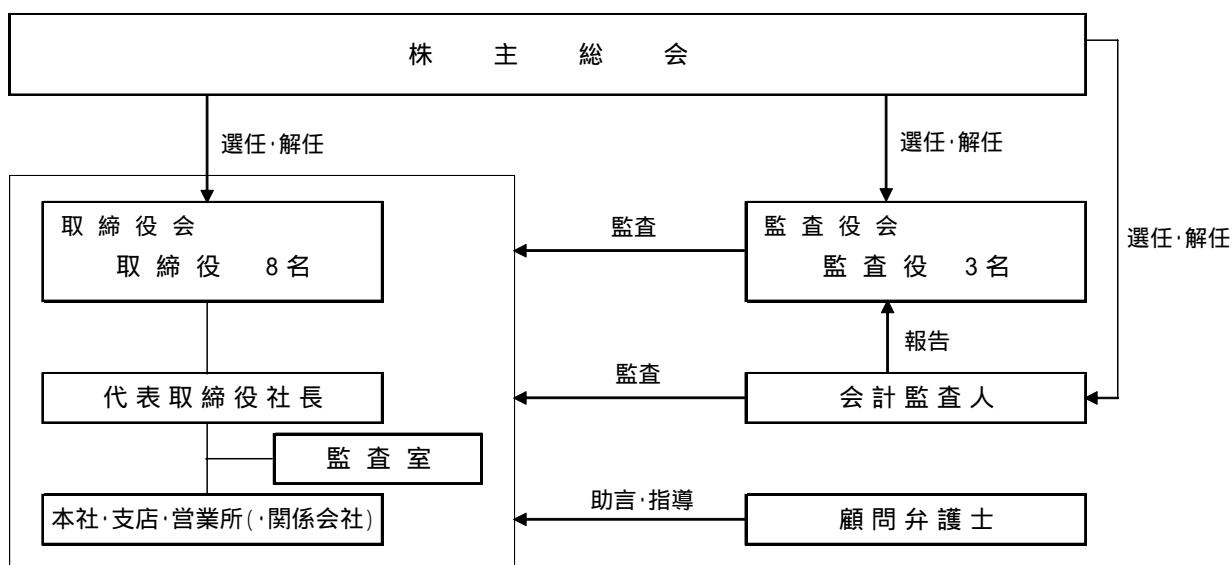 株 主 総 会
選任・解任
選任・解任
取 締 役 会
取 締 役 8名
監査
監 査 役 会
監 査 役 3名
選任・解任
報告
代表取締役社長
監査
会計監査人
監 査 室
本社・支店・営業所(・関係会社)
助言・指導
顧問弁護士